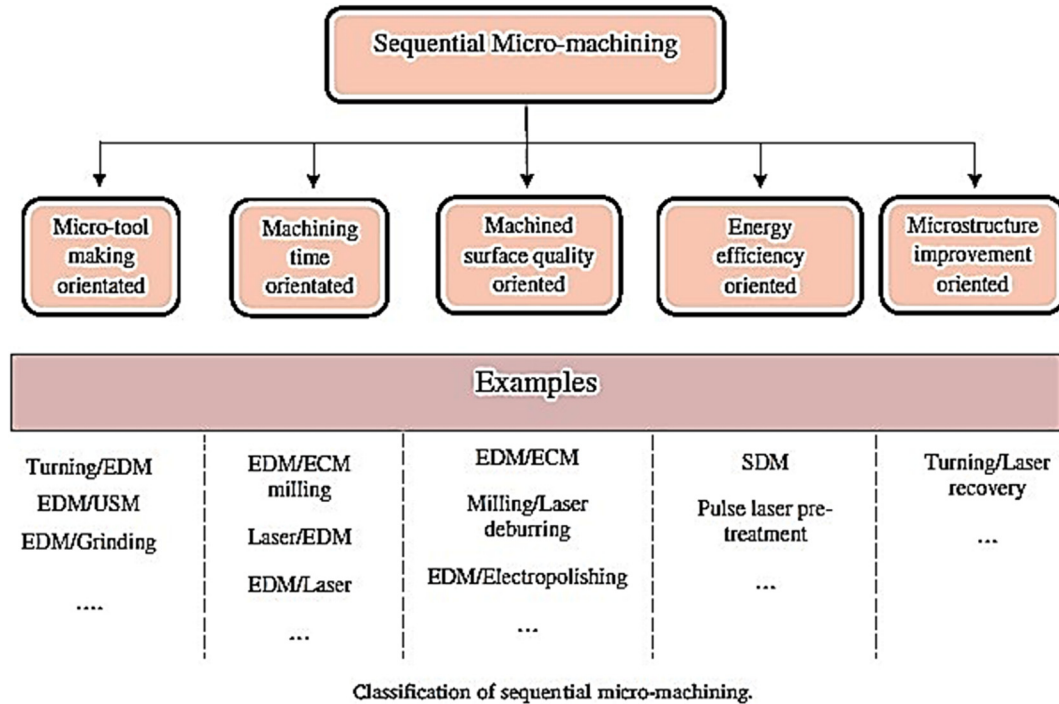 Sequential Micro-machining
Micro-tool
making
orientated
Machining
time
orientated
Machined
surface quality
oriented
Energy
efficiency
oriented
Microstructure
improvement
oriented
Examples
Turning/EDM
EDM/USM
EDM/Grinding
....
EDM/ECM
milling
Laser/EDM
EDM/Laser
...
EDM/ECM
Milling/Laser
deburring
EDM/Electropolishing
...
SDM
Pulse laser pre-
treatment
...
Turning/Laser
recovery
...
Classification of sequential micro-machining.